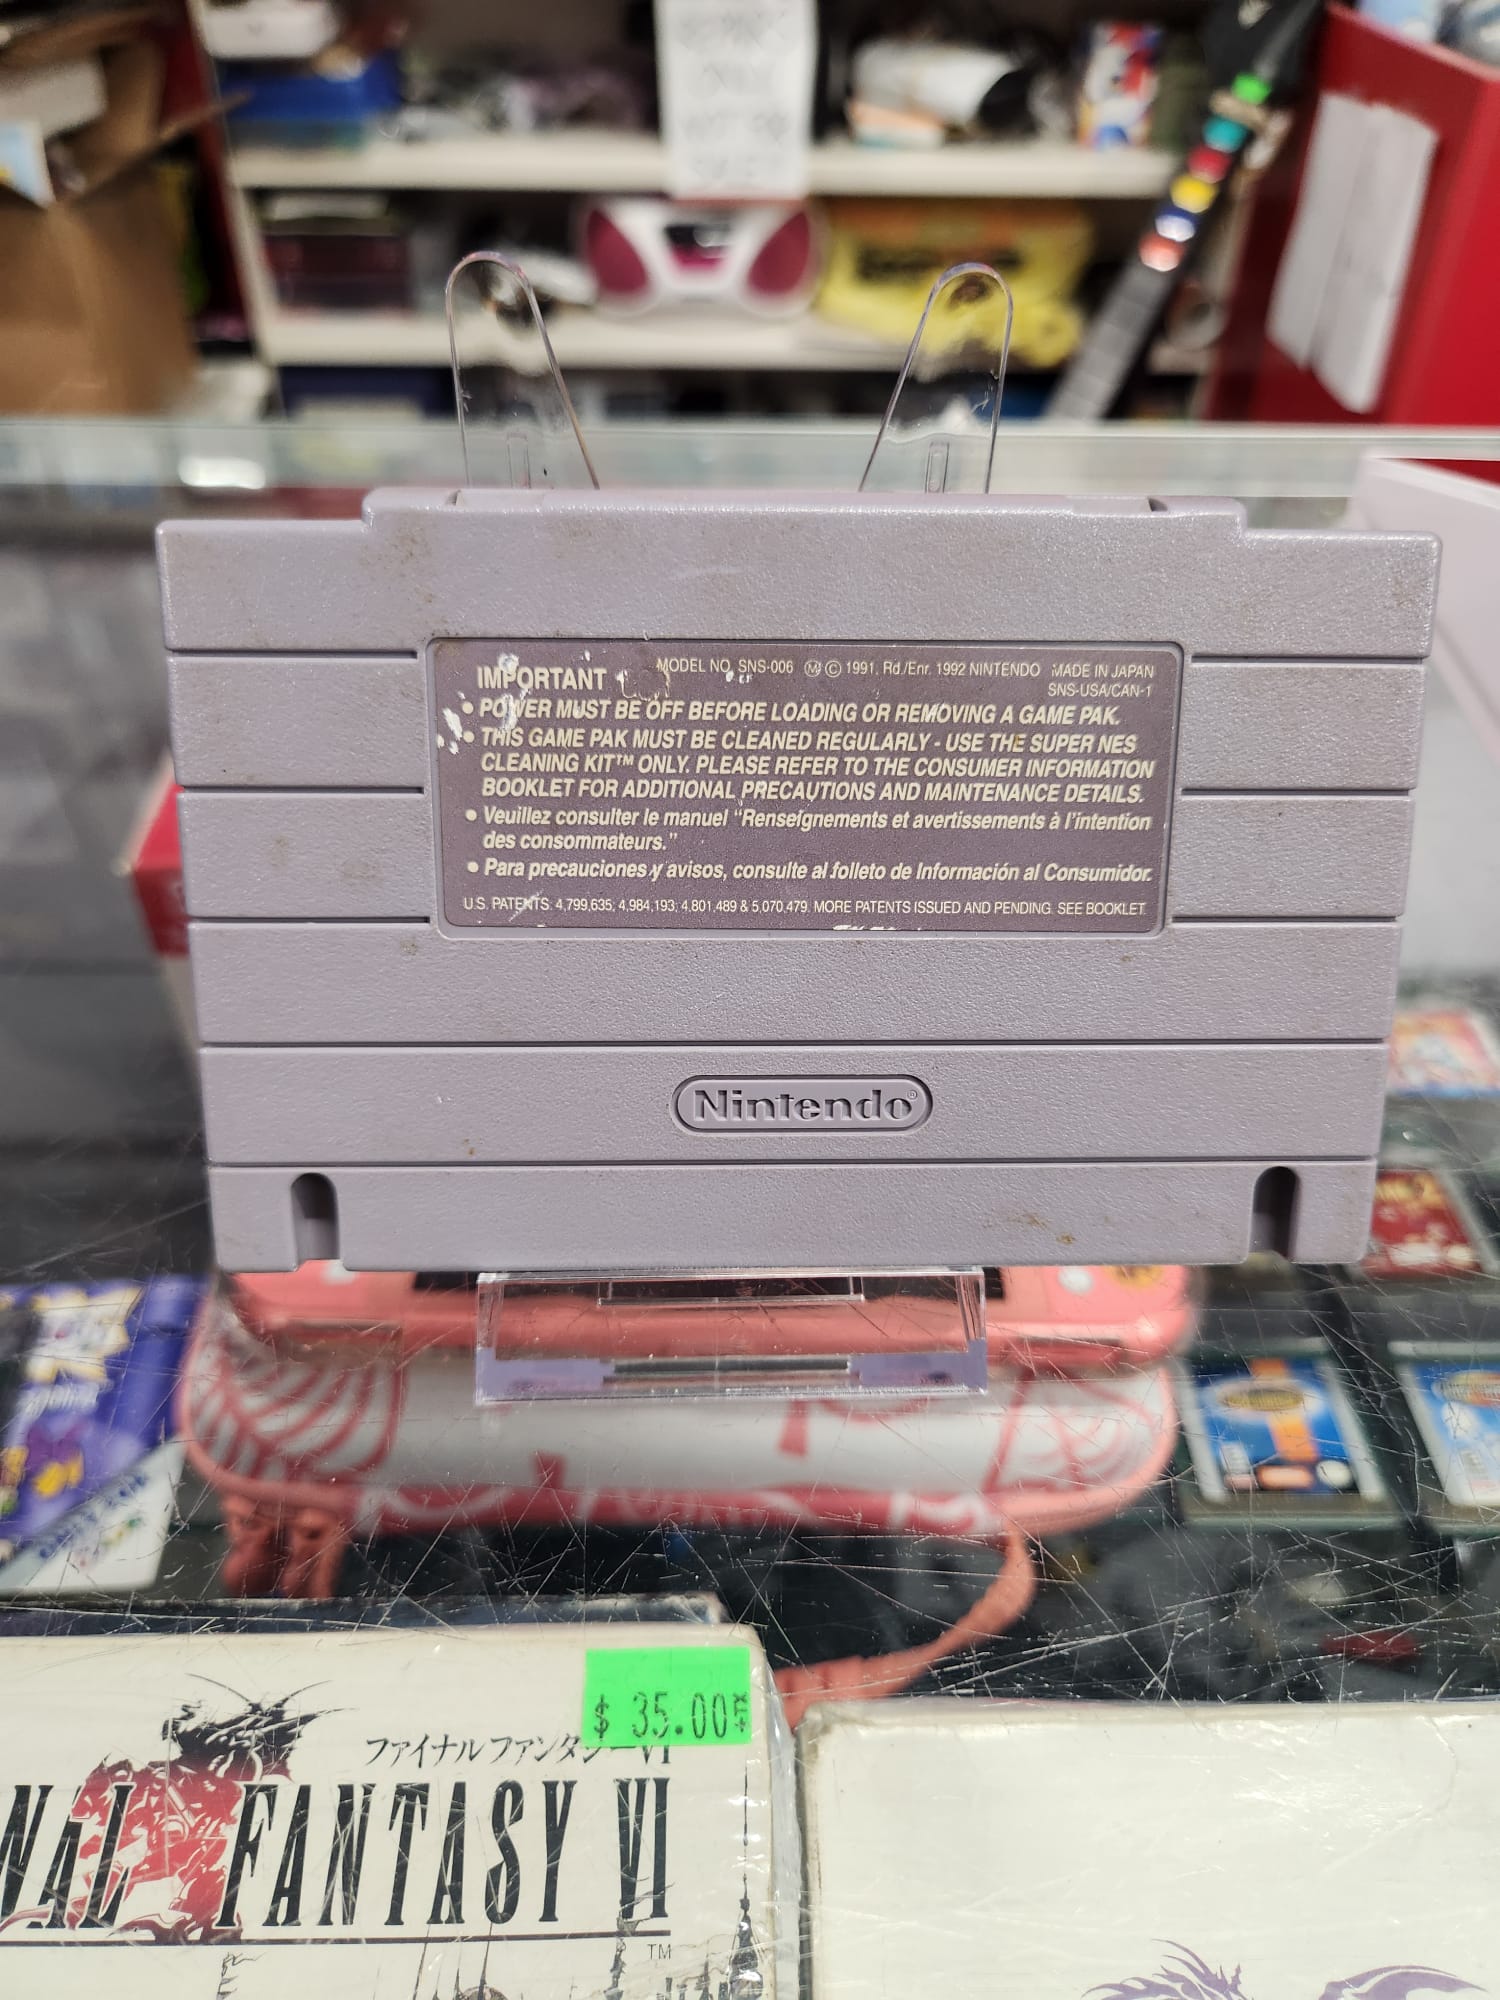 IMPORTANT
MODEL NO. SNS-006 Ⓜ © 1991, Rd./Enr. 1992 NINTENDO MADE IN JAPAN
SNS-USA/CAN-1
• POWER MUST BE OFF BEFORE LOADING OR REMOVING A GAME PAK.
• THIS GAME PAK MUST BE CLEANED REGULARLY - USE THE SUPER NES
CLEANING KIT™ ONLY. PLEASE REFER TO THE CONSUMER INFORMATION
BOOKLET FOR ADDITIONAL PRECAUTIONS AND MAINTENANCE DETAILS.
• Veuillez consulter le manuel "Renseignements et avertissements à l'intention
des consommateurs."
• Para precauciones y avisos, consulte al folleto de Información al Consumidor.
U.S. PATENTS: 4,799,635; 4,984,193; 4,801,489 & 5,070,479. MORE PATENTS ISSUED AND PENDING. SEE BOOKLET.
Nintendo®
$ 35.00 +TX
ファイナルファンタジーVI
NAL FANTASY VI
TM